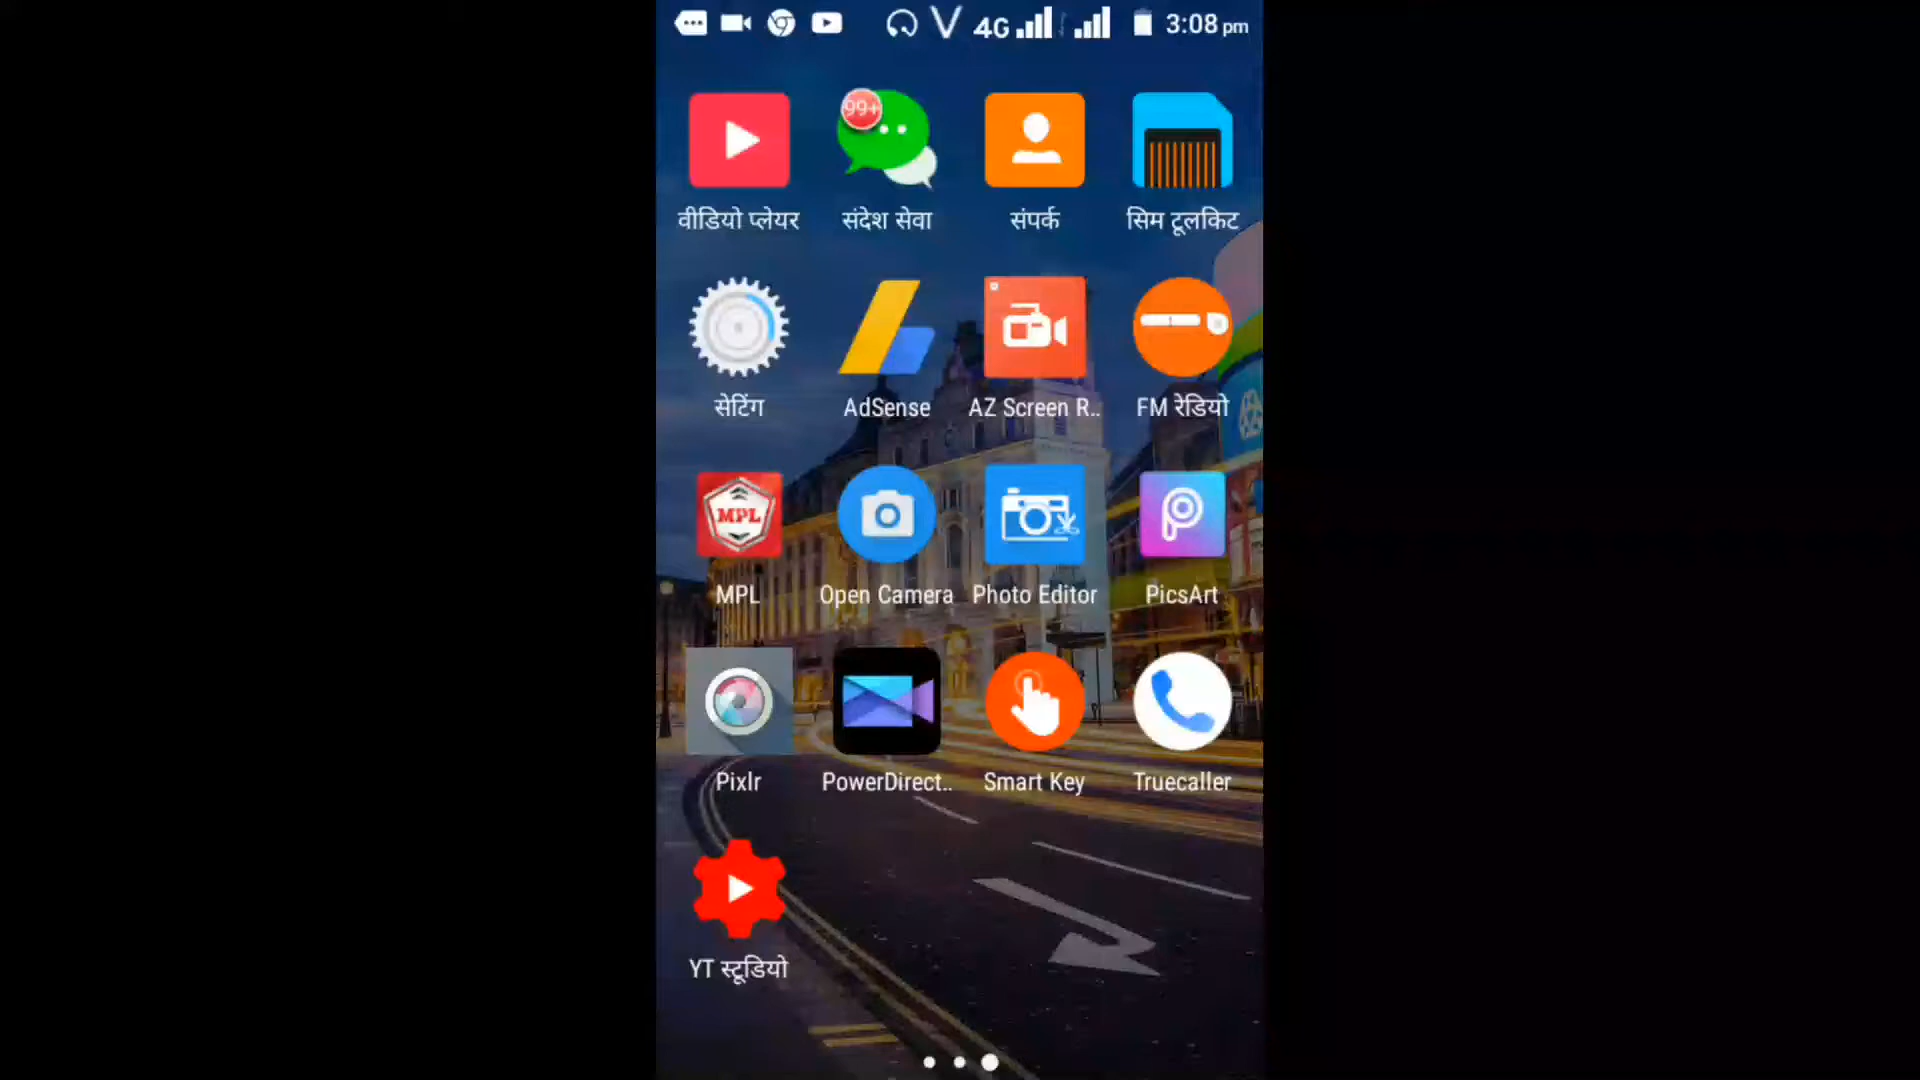 4G 3:08 pm
99+
वीडियो प्लेयर संदेश सेवा संपर्क सिम टूलकिट
सेटिंग AdSense AZ Screen R.. FM रेडियो
MPL
MPL Open Camera Photo Editor PicsArt
Pixlr PowerDirect.. Smart Key Truecaller
YT स्टूडियो